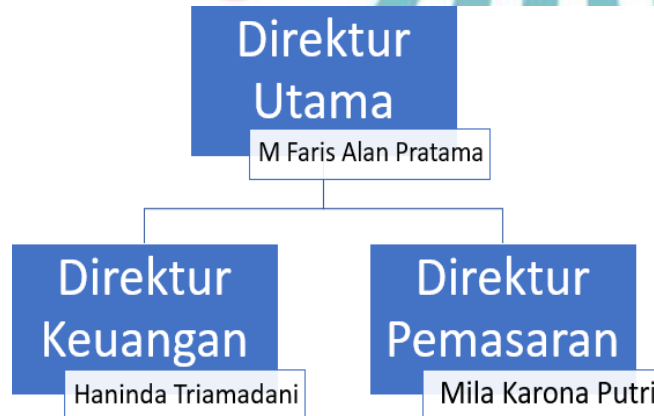 Direktur
Utama
M Faris Alan Pratama
Direktur
Keuangan
Haninda Triamadani
Direktur
Pemasaran
Mila Karona Putri